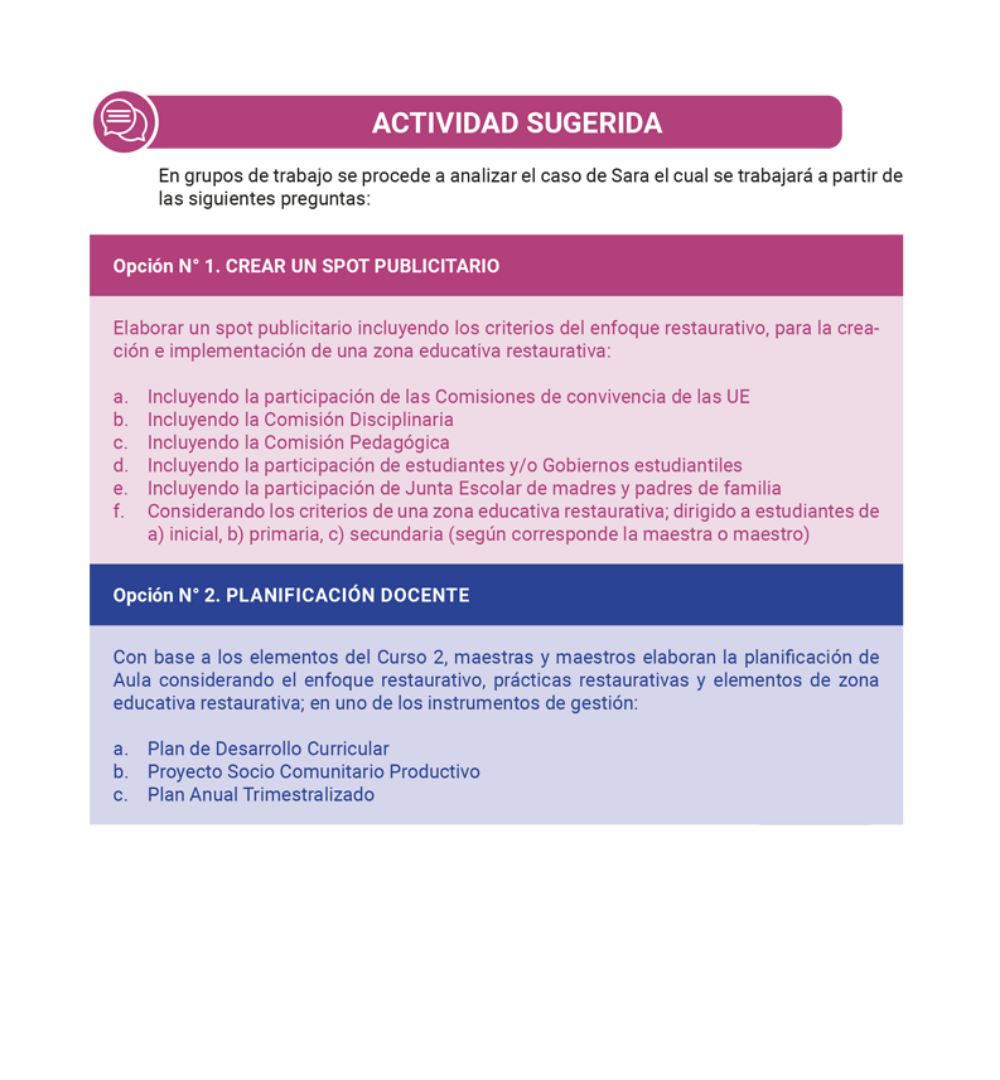 ACTIVIDAD SUGERIDA
En grupos de trabajo se procede a analizar el caso de Sara el cual se trabajará a partir de
las siguientes preguntas:
Opción N° 1. CREAR UN SPOT PUBLICITARIO
Elaborar un spot publicitario incluyendo los criterios del enfoque restaurativo, para la crea-
ción e implementación de una zona educativa restaurativa:
a. Incluyendo la participación de las Comisiones de convivencia de las UE
b. Incluyendo la Comisión Disciplinaria
c. Incluyendo la Comisión Pedagógica
d. Incluyendo la participación de estudiantes y/o Gobiernos estudiantiles
e. Incluyendo la participación de Junta Escolar de madres y padres de familia
f. Considerando los criterios de una zona educativa restaurativa; dirigido a estudiantes de
a) inicial, b) primaria, c) secundaria (según corresponde la maestra o maestro)
Opción N° 2. PLANIFICACIÓN DOCENTE
Con base a los elementos del Curso 2, maestras y maestros elaboran la planificación de
Aula considerando el enfoque restaurativo, prácticas restaurativas y elementos de zona
educativa restaurativa; en uno de los instrumentos de gestión:
a. Plan de Desarrollo Curricular
b. Proyecto Socio Comunitario Productivo
c. Plan Anual Trimestralizado